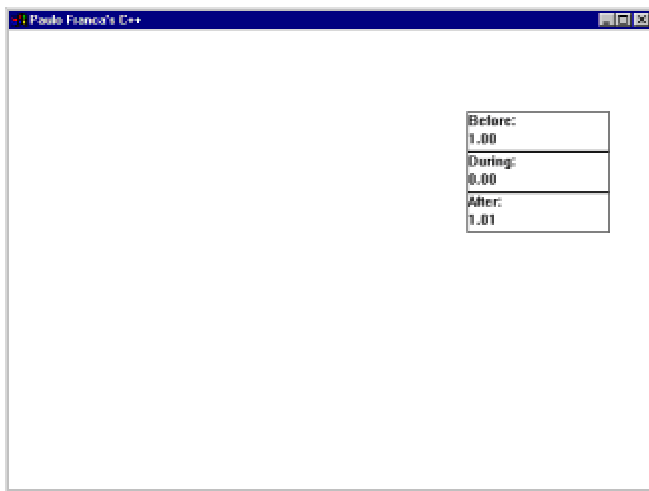 Paulo Franca's C++
Before:
1.00
During:
0.00
After:
1.01